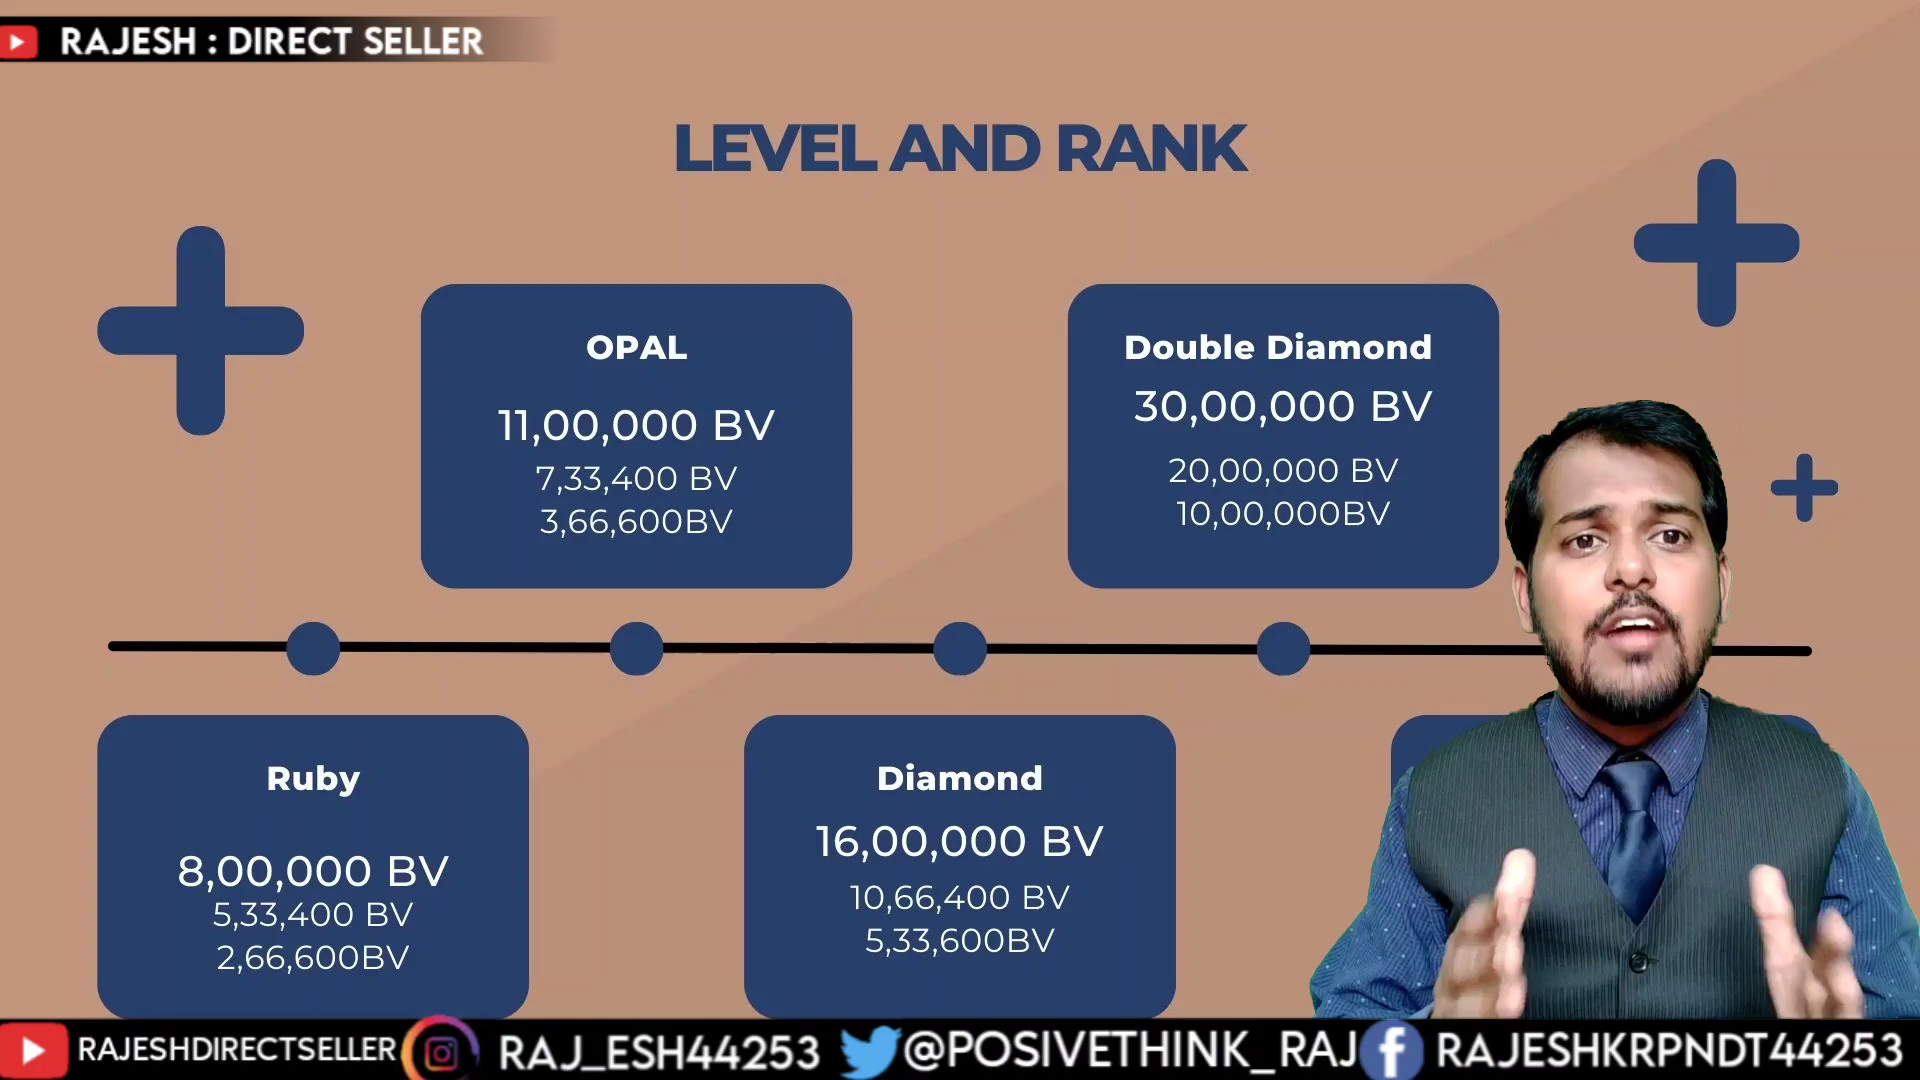 RAJESH : DIRECT SELLER
LEVEL AND RANK
OPAL
11,00,000 BV
7,33,400 BV
3,66,600BV
Double Diamond
30,00,000 BV
20,00,000 BV
10,00,000BV
Ruby
8,00,000 BV
5,33,400 BV
2,66,600BV
Diamond
16,00,000 BV
10,66,400 BV
5,33,600BV
RAJESHDIRECTSELLER RAJ_ESH44253 @POSIVETHINK_RAJ RAJESHKRPNDT44253